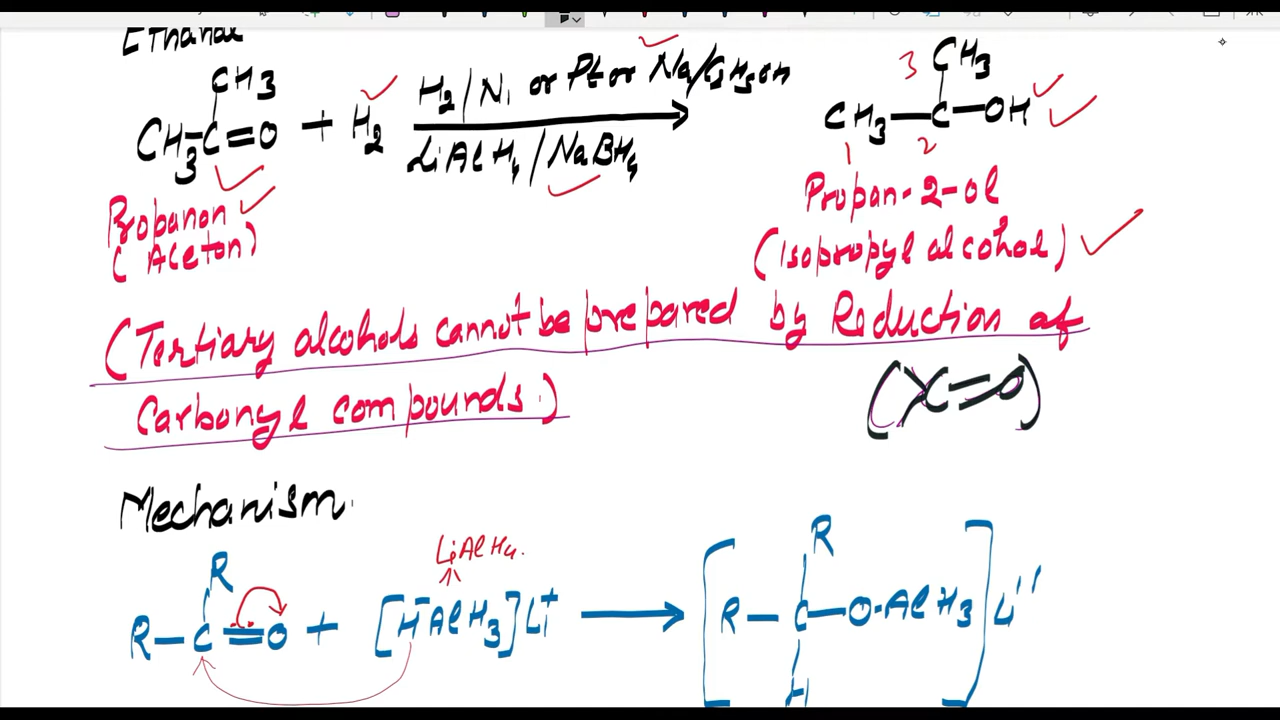 Ethanal
CH3
CH3-C=O + H2
H2/Ni or Pt or Na/C2H5OH
LiAlH4/NaBH4
3 CH3
CH3—C—OH
1 2
Propanon
(Aceton)
Propan-2-ol
(Isopropyl alcohol)
(Tertiary alcohols cannot be prepared by Reduction of
Carbonyl compounds.)
Mechanism.
LiAlH4.
R R
R—C=O + [H⁻AlH3]Li⁺ → [R—C—O-AlH3]Li
H